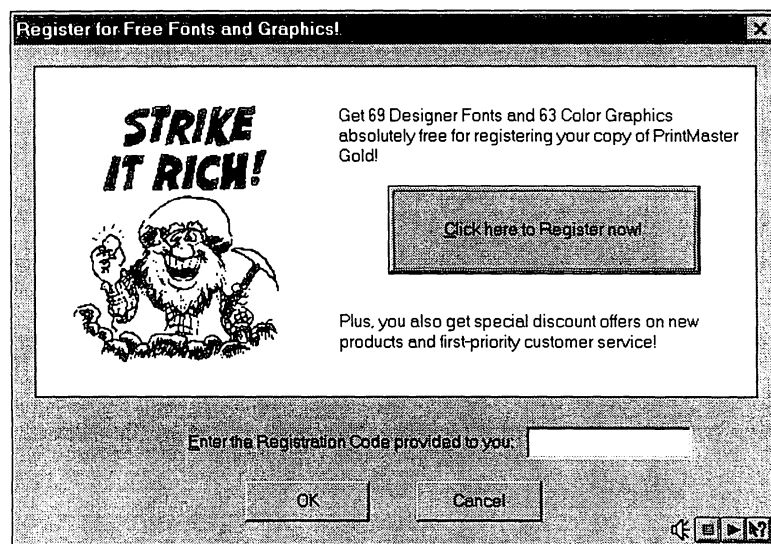 Register for Free Fonts and Graphics!
STRIKE
IT RICH!
Get 69 Designer Fonts and 63 Color Graphics
absolutely free for registering your copy of PrintMaster
Gold!
Click here to Register now!
Plus, you also get special discount offers on new
products and first-priority customer service!
Enter the Registration Code provided to you:
OK
Cancel